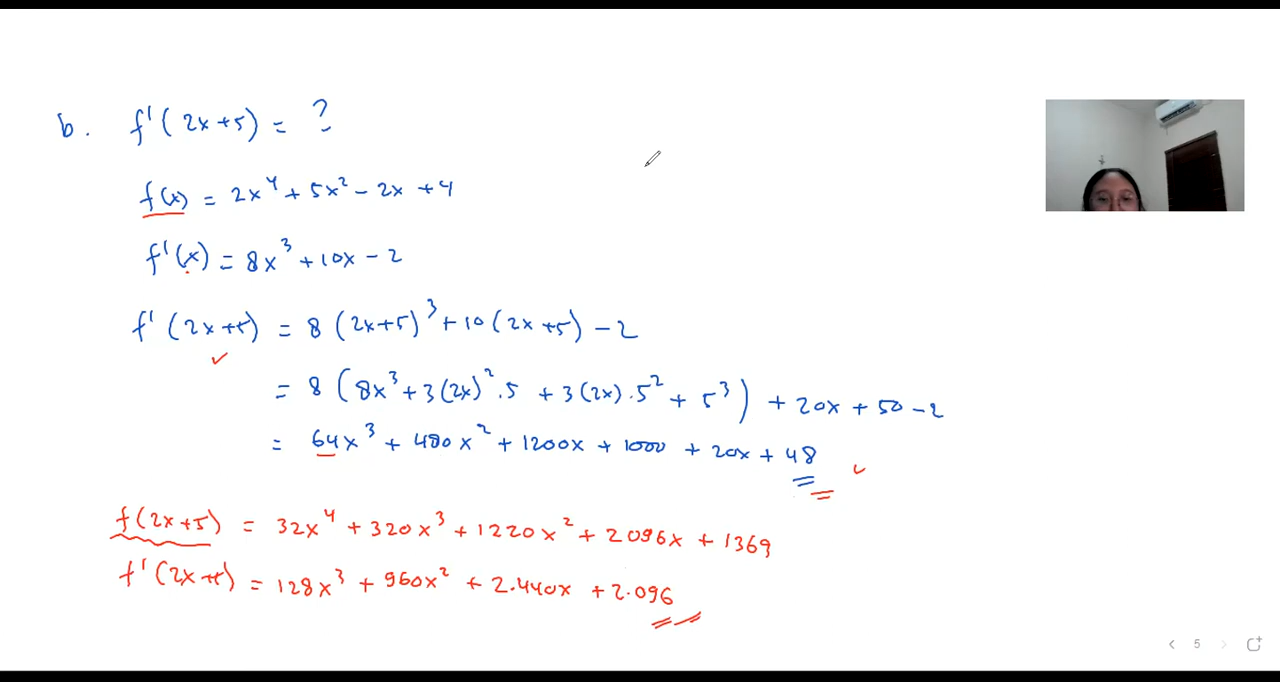 b. f'(2x+5) = ?
f(x) = 2x⁴ + 5x² - 2x + 4
f'(x) = 8x³ + 10x - 2
f'(2x+5) = 8(2x+5)³ + 10(2x+5) - 2
= 8(8x³ + 3(2x)².5 + 3(2x).5² + 5³) + 20x + 50 - 2
= 64x³ + 480x² + 1200x + 1000 + 20x + 48
f(2x+5) = 32x⁴ + 320x³ + 1220x² + 2096x + 1369
f'(2x+5) = 128x³ + 960x² + 2.440x + 2.096
5